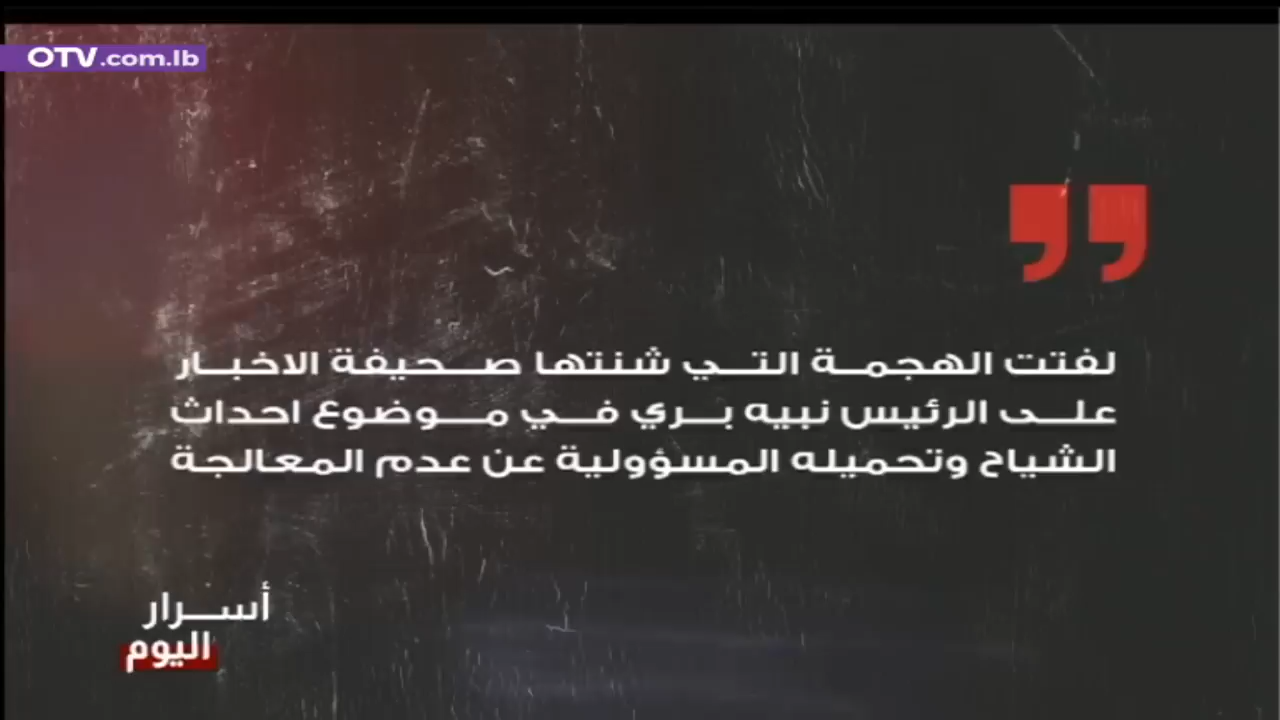 OTV.com.lb
لفتت الهجمة التي شنتها صحيفة الاخبار
على الرئيس نبيه بري في موضوع احداث
الشياح وتحميله المسؤولية عن عدم المعالجة
أسرار
اليوم